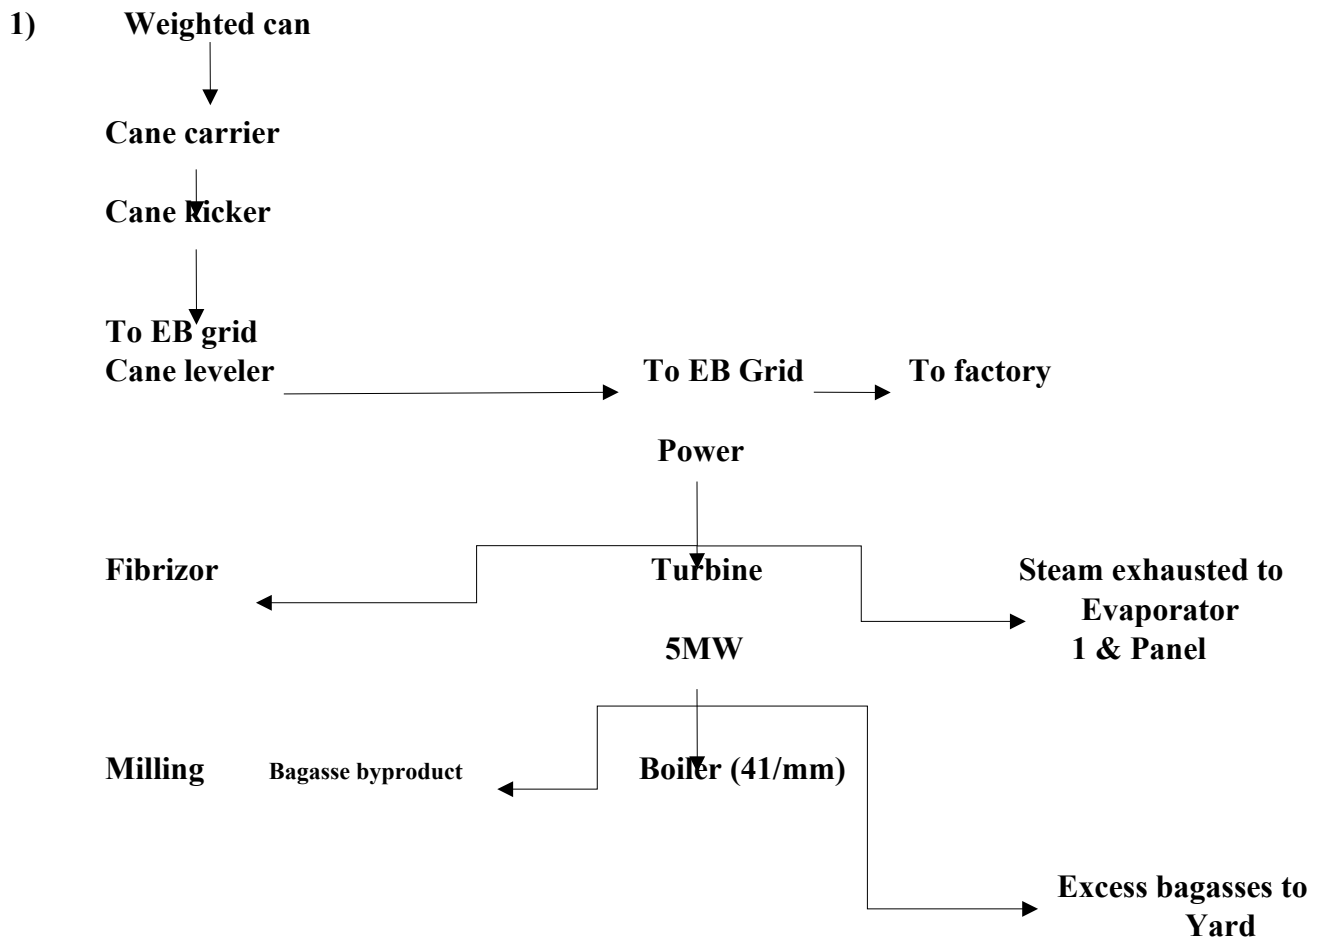 1) Weighted can
Cane carrier
Cane kicker
To EB grid
Cane leveler To EB Grid To factory
Power
Fibrizor Turbine Steam exhausted to
Evaporator
5MW 1 & Panel
Milling Bagasse byproduct Boiler (41/mm)
Excess bagasses to
Yard